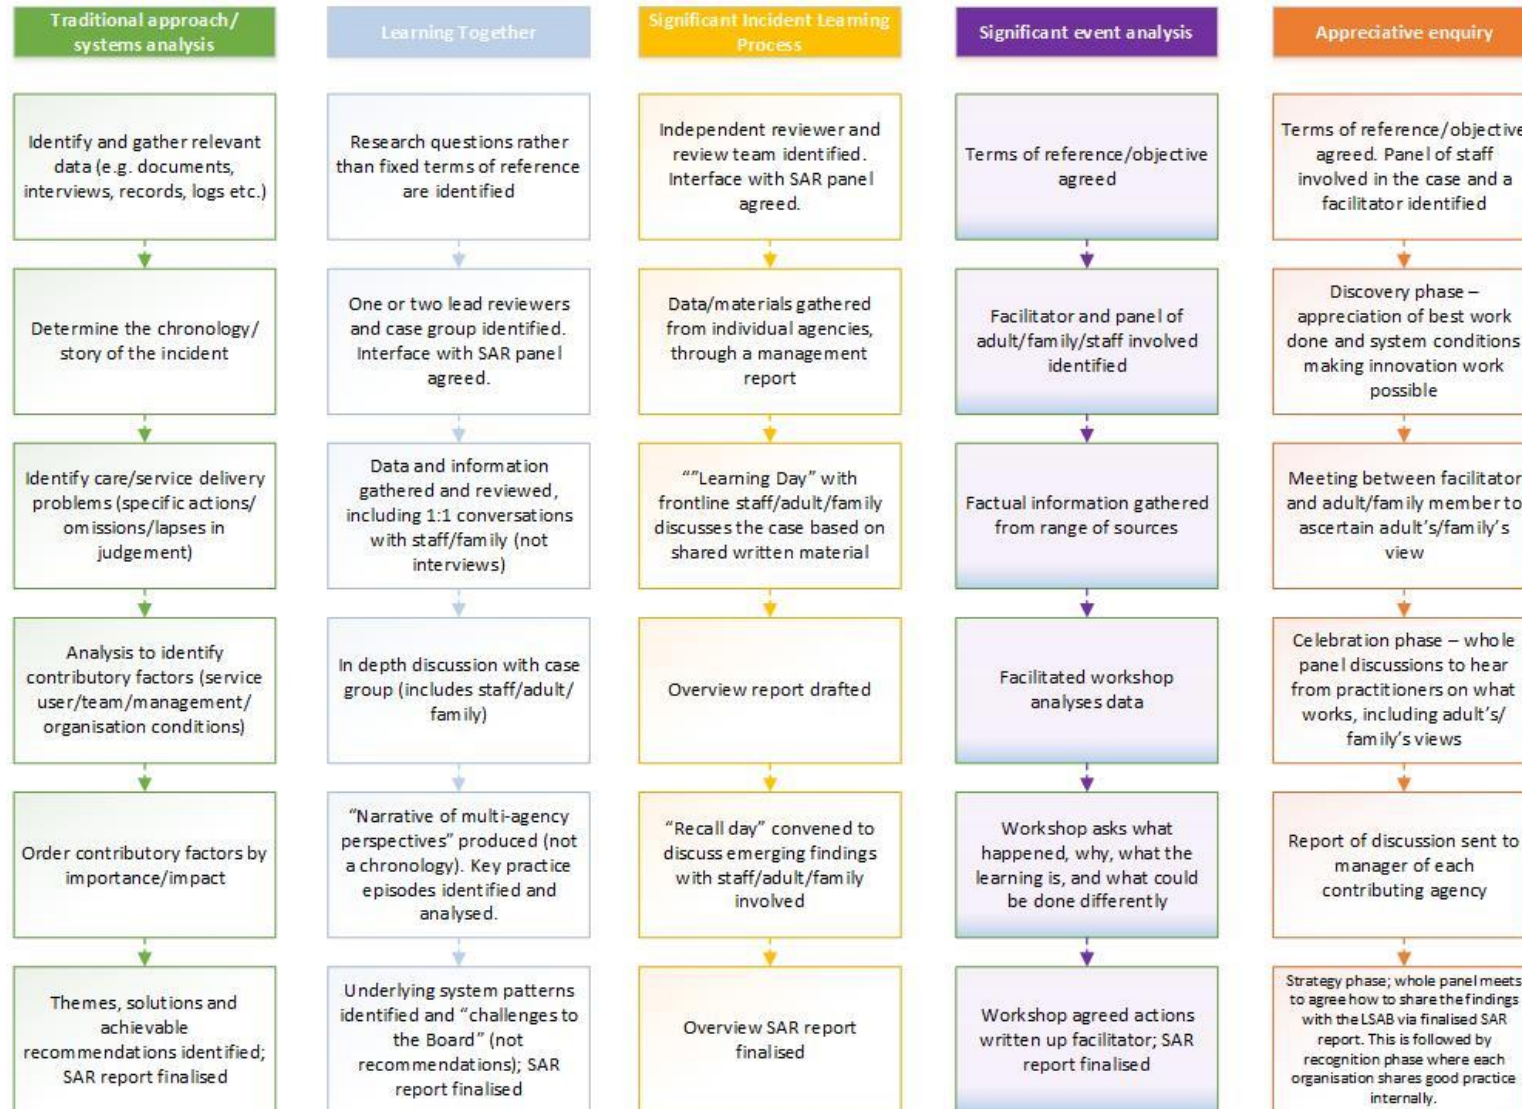 Traditional approach/
systems analysis
Identify and gather relevant
data (e.g. documents,
interviews, records, logs etc.)
Determine the chronology/
story of the incident
Identify care/service delivery
problems (specific actions/
omissions/lapses in
judgement)
Analysis to identify
contributory factors (service
user/team/management/
organisation conditions)
Order contributory factors by
importance/impact
Themes, solutions and
achievable
recommendations identified;
SAR report finalised
Learning Together
Research questions rather
than fixed terms of reference
are identified
One or two lead reviewers
and case group identified.
Interface with SAR panel
agreed.
Data and information
gathered and reviewed,
including 1:1 conversations
with staff/family (not
interviews)
In depth discussion with case
group (includes staff/adult/
family)
“Narrative of multi-agency
perspectives” produced (not
a chronology). Key practice
episodes identified and
analysed.
Underlying system patterns
identified and “challenges to
the Board” (not
recommendations); SAR
report finalised
Significant Incident Learning
Process
Independent reviewer and
review team identified.
Interface with SAR panel
agreed.
Data/materials gathered
from individual agencies,
through a management
report
“”Learning Day” with
frontline staff/adult/family
discusses the case based on
shared written material
Overview report drafted
“Recall day” convened to
discuss emerging findings
with staff/adult/family
involved
Overview SAR report
finalised
Significant event analysis
Terms of reference/objective
agreed
Facilitator and panel of
adult/family/staff involved
identified
Factual information gathered
from range of sources
Facilitated workshop
analyses data
Workshop asks what
happened, why, what the
learning is, and what could
be done differently
Workshop agreed actions
written up facilitator; SAR
report finalised
Appreciative enquiry
Terms of reference/objective
agreed. Panel of staff
involved in the case and a
facilitator identified
Discovery phase –
appreciation of best work
done and system conditions
making innovation work
possible
Meeting between facilitator
and adult/family member to
ascertain adult’s/family’s
view
Celebration phase – whole
panel discussions to hear
from practitioners on what
works, including adult’s/
family’s views
Report of discussion sent to
manager of each
contributing agency
Strategy phase; whole panel meets
to agree how to share the findings
with the LSAB via finalised SAR
report. This is followed by
recognition phase where each
organisation shares good practice
internally.